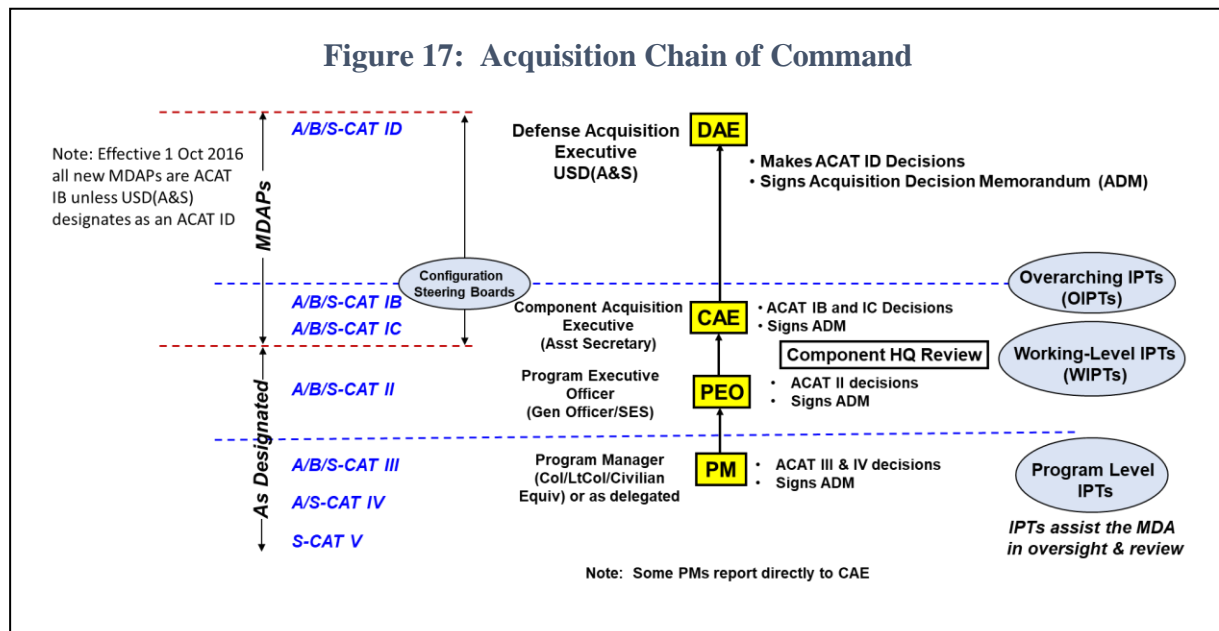 Figure 17: Acquisition Chain of Command
Note: Effective 1 Oct 2016
all new MDAPs are ACAT
IB unless USD(A&S)
designates as an ACAT ID
MDAPs
As Designated
A/B/S-CAT ID
A/B/S-CAT IB
A/B/S-CAT IC
A/B/S-CAT II
A/B/S-CAT III
A/S-CAT IV
S-CAT V
Configuration
Steering Boards
Defense Acquisition
Executive
USD(A&S)
DAE
• Makes ACAT ID Decisions
• Signs Acquisition Decision Memorandum (ADM)
Component Acquisition
Executive
(Asst Secretary)
CAE
• ACAT IB and IC Decisions
• Signs ADM
Component HQ Review
Program Executive
Officer
(Gen Officer/SES)
PEO
• ACAT II decisions
• Signs ADM
Program Manager
(Col/LtCol/Civilian
Equiv) or as delegated
PM
• ACAT III & IV decisions
• Signs ADM
Overarching IPTs
(OIPTs)
Working-Level IPTs
(WIPTs)
Program Level
IPTs
IPTs assist the MDA
in oversight & review
Note: Some PMs report directly to CAE